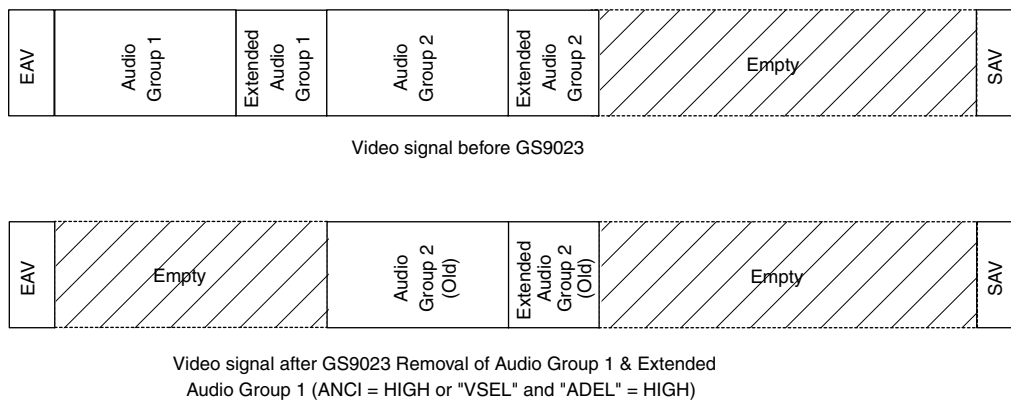 EAV
Audio
Group 1
Extended
Audio
Group 1
Audio
Group 2
Extended
Audio
Group 2
Empty
SAV
Video signal before GS9023
EAV
Empty
Audio
Group 2
(Old)
Extended
Audio
Group 2
(Old)
Empty
SAV
Video signal after GS9023 Removal of Audio Group 1 & Extended
Audio Group 1 (ANCI = HIGH or "VSEL" and "ADEL" = HIGH)